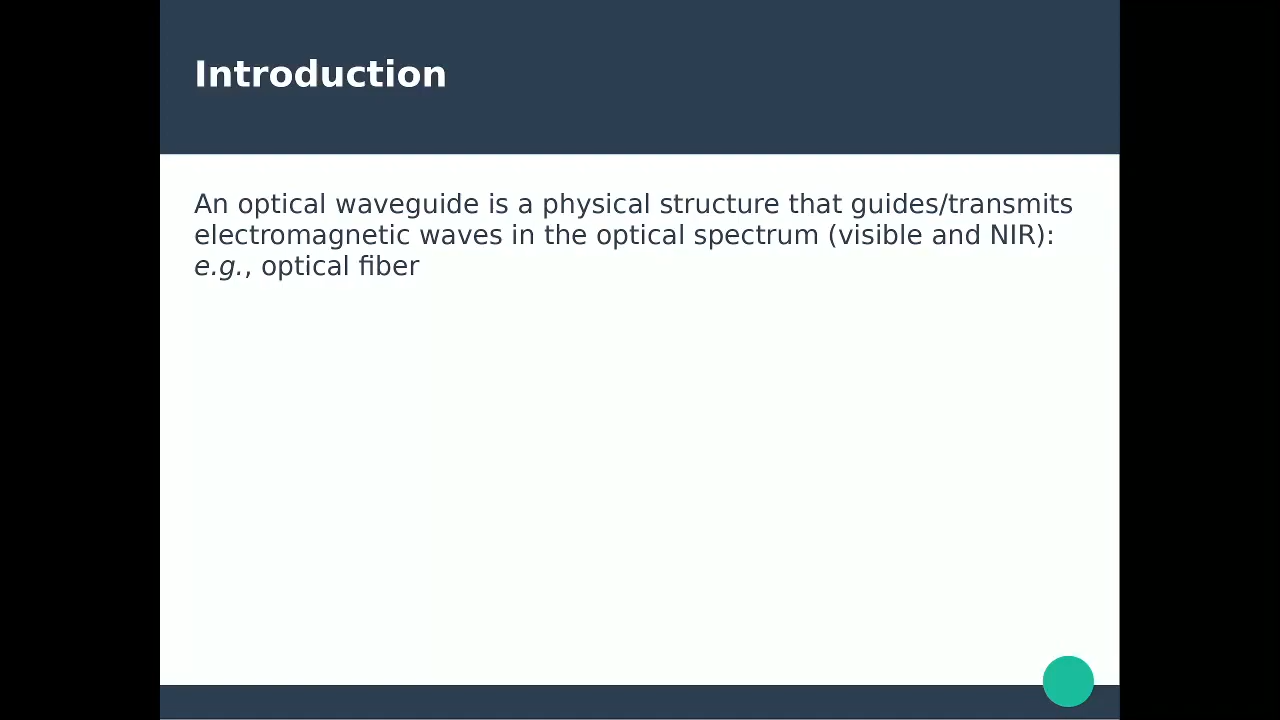 Introduction
An optical waveguide is a physical structure that guides/transmits
electromagnetic waves in the optical spectrum (visible and NIR):
e.g., optical fiber